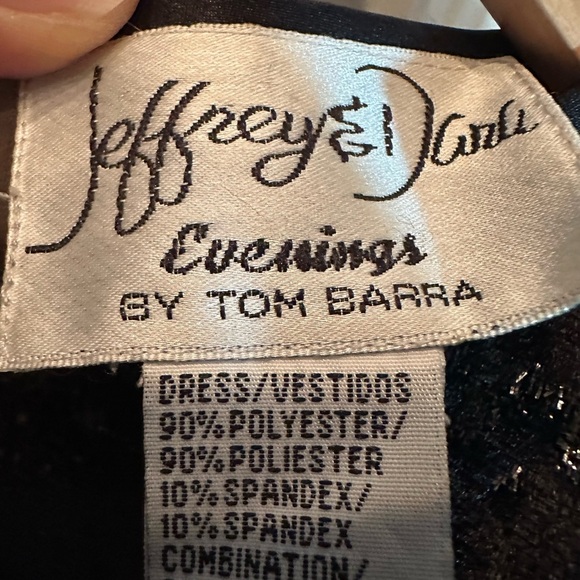 Jeffrey & Dara
Evenings
BY TOM BARRA
DRESS/VESTIDOS
90% POLYESTER/
90% POLIESTER
10% SPANDEX/
10% SPANDEX
COMBINATION/